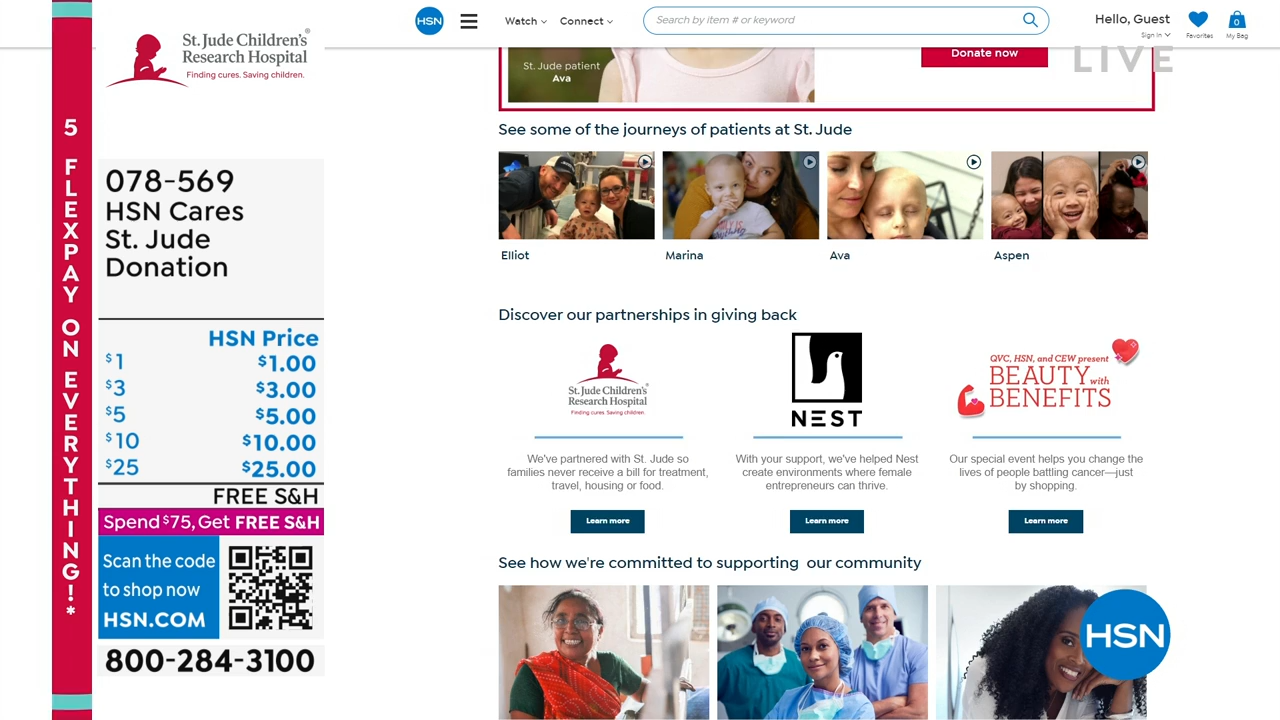 5 FLEXPAY ON EVERYTHING!*
St. Jude Children's®
Research Hospital
Finding cures. Saving children.
078-569
HSN Cares
St. Jude
Donation
HSN Price
$1 $1.00
$3 $3.00
$5 $5.00
$10 $10.00
$25 $25.00
FREE S&H
Spend $75, Get FREE S&H
Scan the code
to shop now
HSN.COM
800-284-3100
HSN
Watch
Connect
Search by item # or keyword
Hello, Guest
Sign in
Favorites
0
My Bag
LIVE
St. Jude patient
Ava
Donate now
See some of the journeys of patients at St. Jude
Elliot
Marina
Ava
Aspen
Discover our partnerships in giving back
St. Jude Children's®
Research Hospital
Finding cures. Saving children.
We've partnered with St. Jude so
families never receive a bill for treatment,
travel, housing or food.
Learn more
NEST
With your support, we've helped Nest
create environments where female
entrepreneurs can thrive.
Learn more
QVC, HSN, and CEW present
BEAUTY with
BENEFITS
Our special event helps you change the
lives of people battling cancer—just
by shopping.
Learn more
See how we're committed to supporting our community
HSN